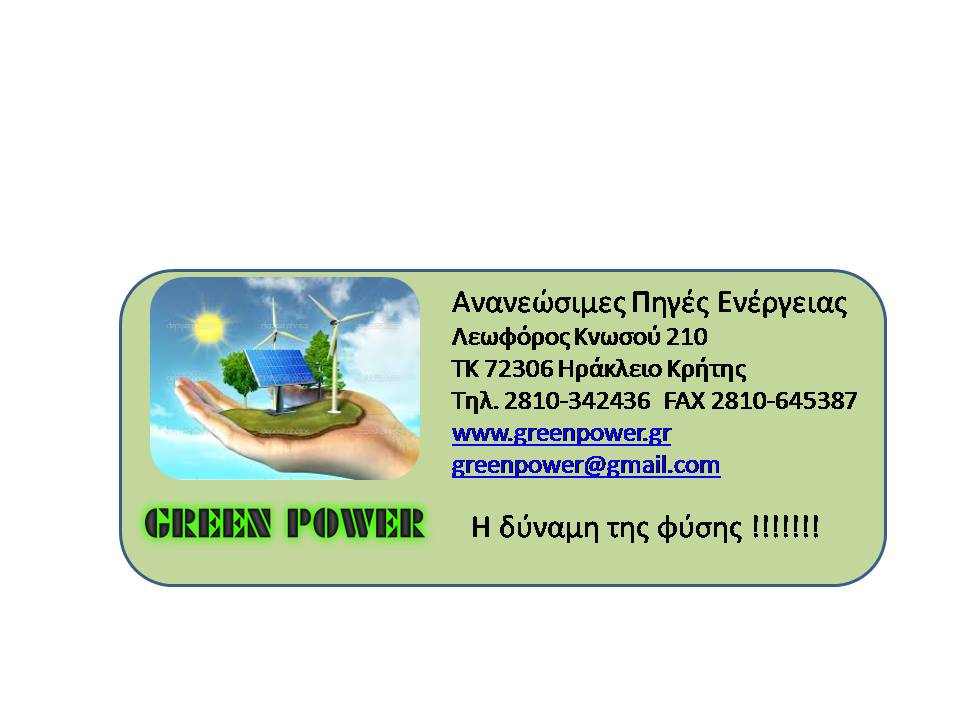 Ανανεώσιμες Πηγές Ενέργειας
Λεωφόρος Κνωσού 210
ΤΚ 72306 Ηράκλειο Κρήτης
Τηλ. 2810-342436 FAX 2810-645387
www.greenpower.gr
greenpower@gmail.com
GREEN POWER
Η δύναμη της φύσης !!!!!!!